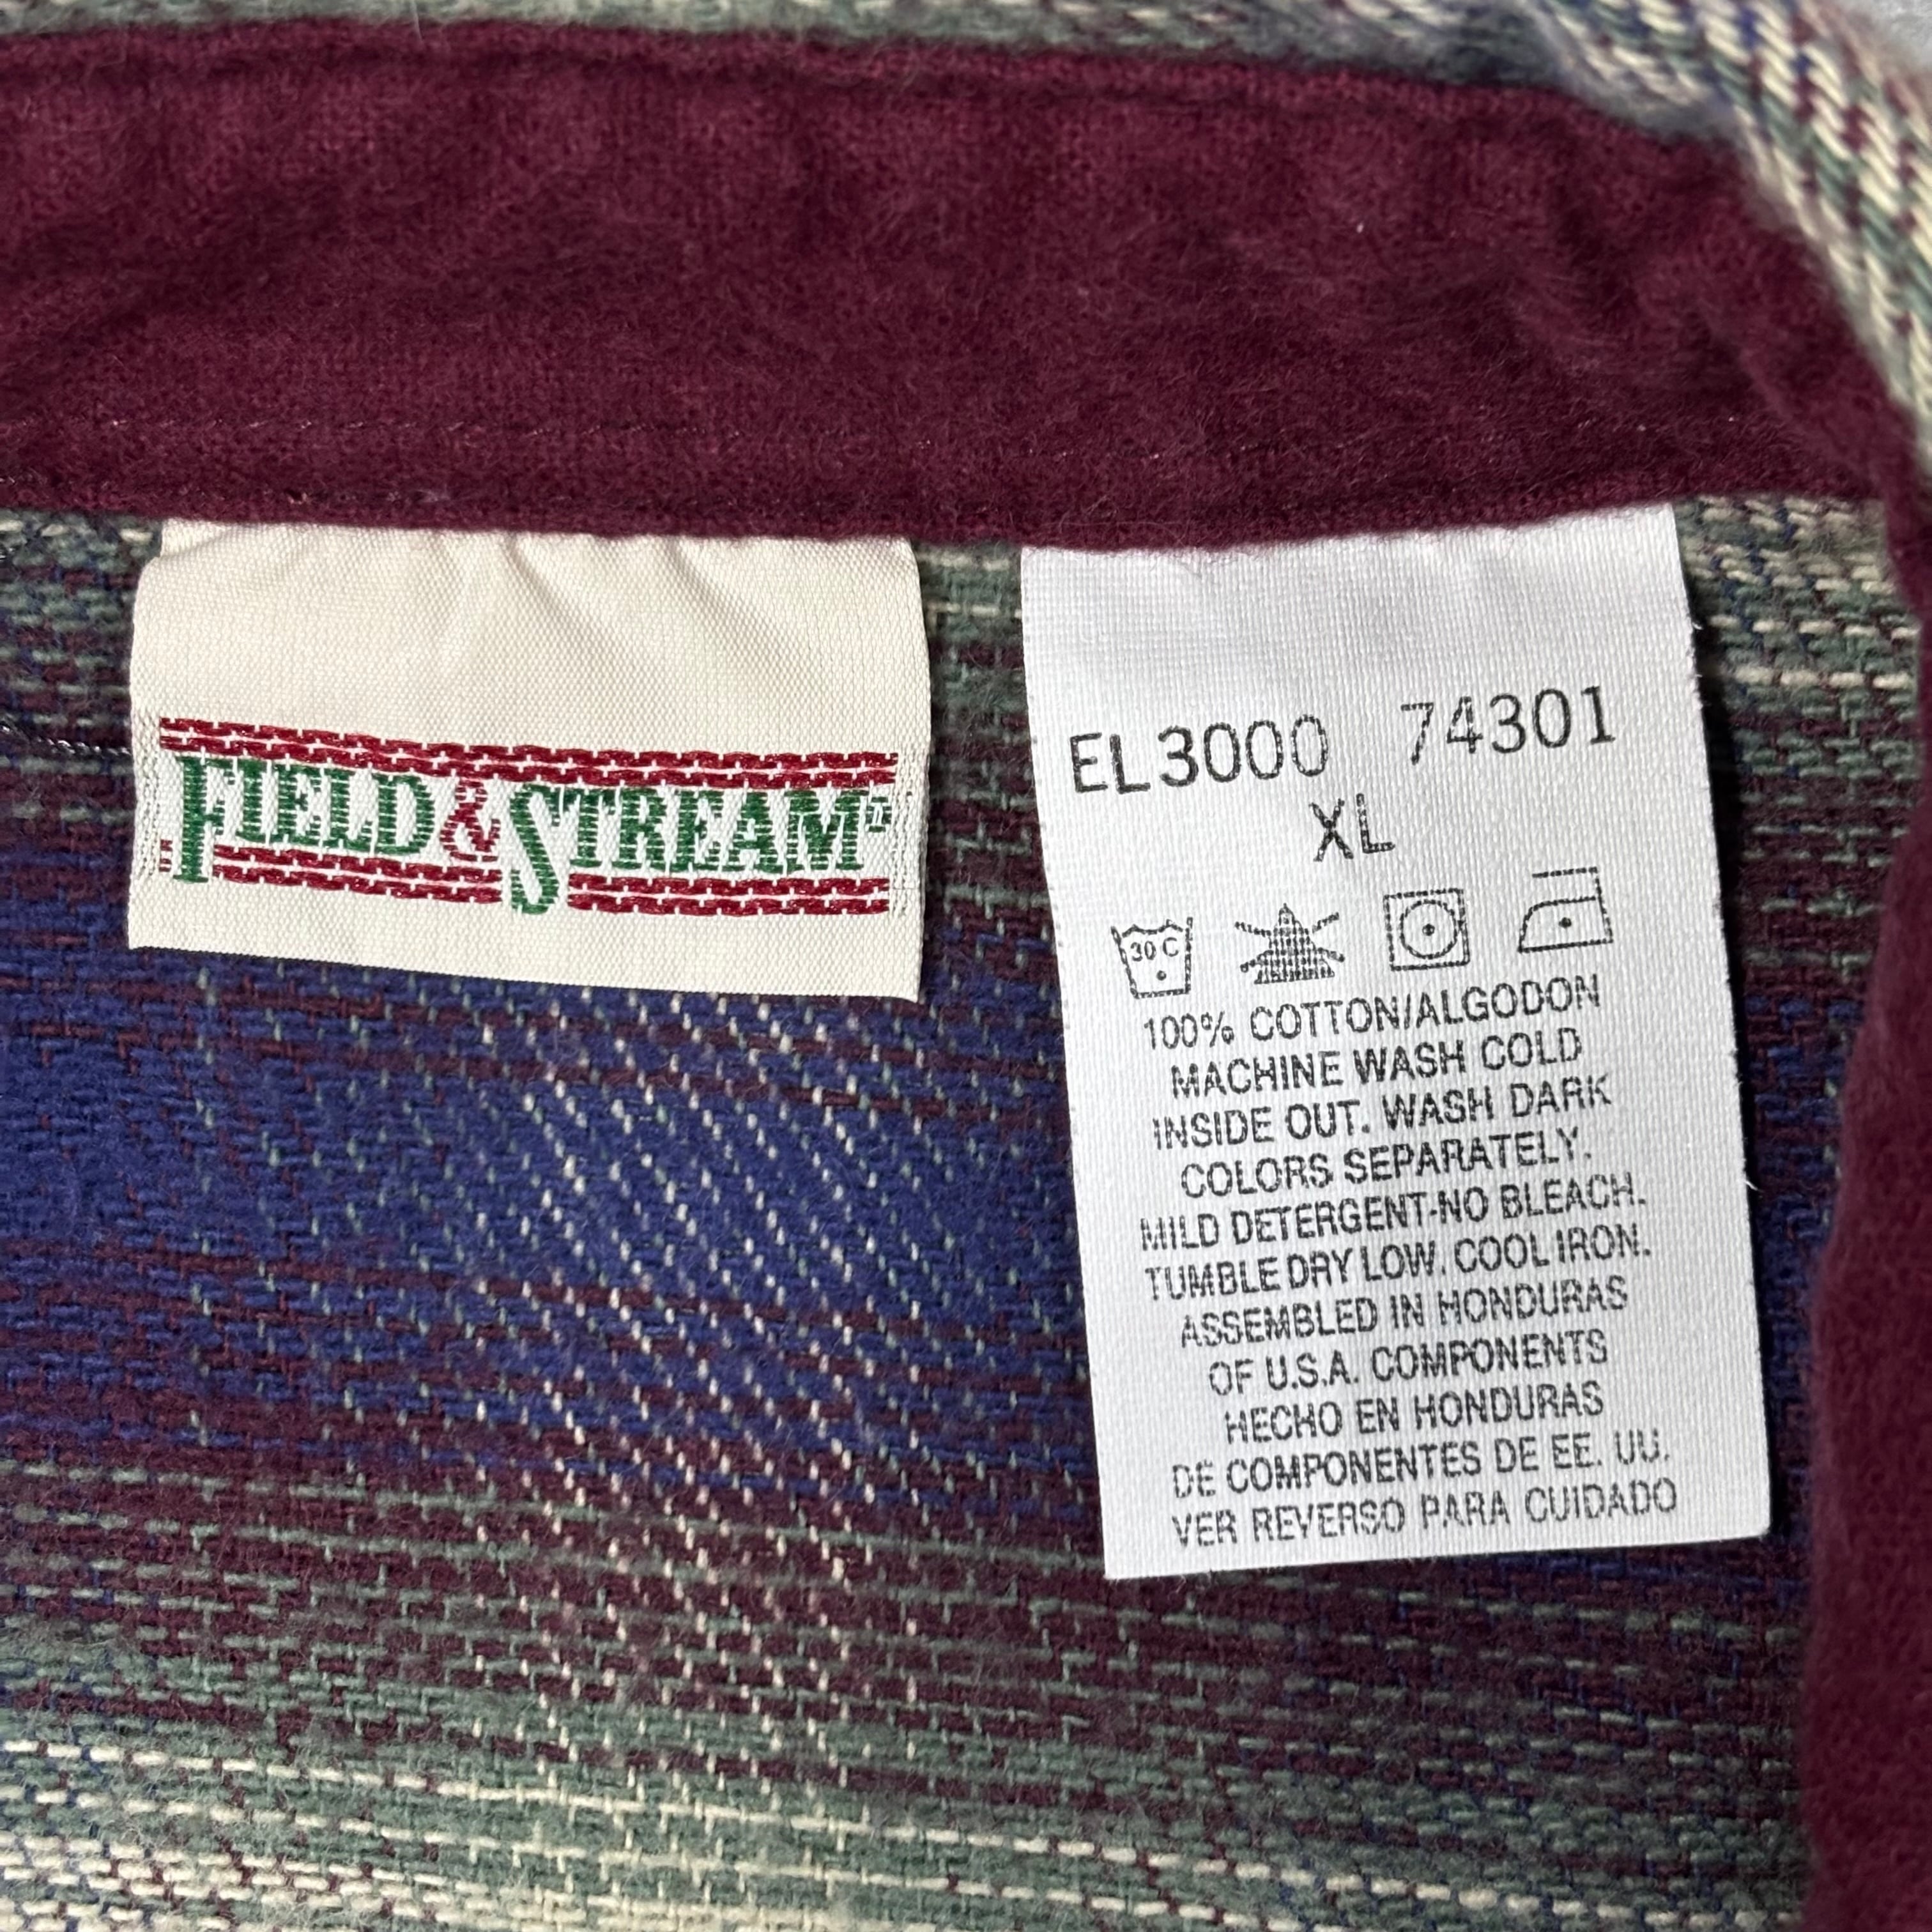 FIELD & STREAM
EL3000 74301
XL
30 C
100% COTTON/ALGODON
MACHINE WASH COLD
INSIDE OUT. WASH DARK
COLORS SEPARATELY.
MILD DETERGENT-NO BLEACH.
TUMBLE DRY LOW. COOL IRON.
ASSEMBLED IN HONDURAS
OF U.S.A. COMPONENTS
HECHO EN HONDURAS
DE COMPONENTES DE EE. UU.
VER REVERSO PARA CUIDADO